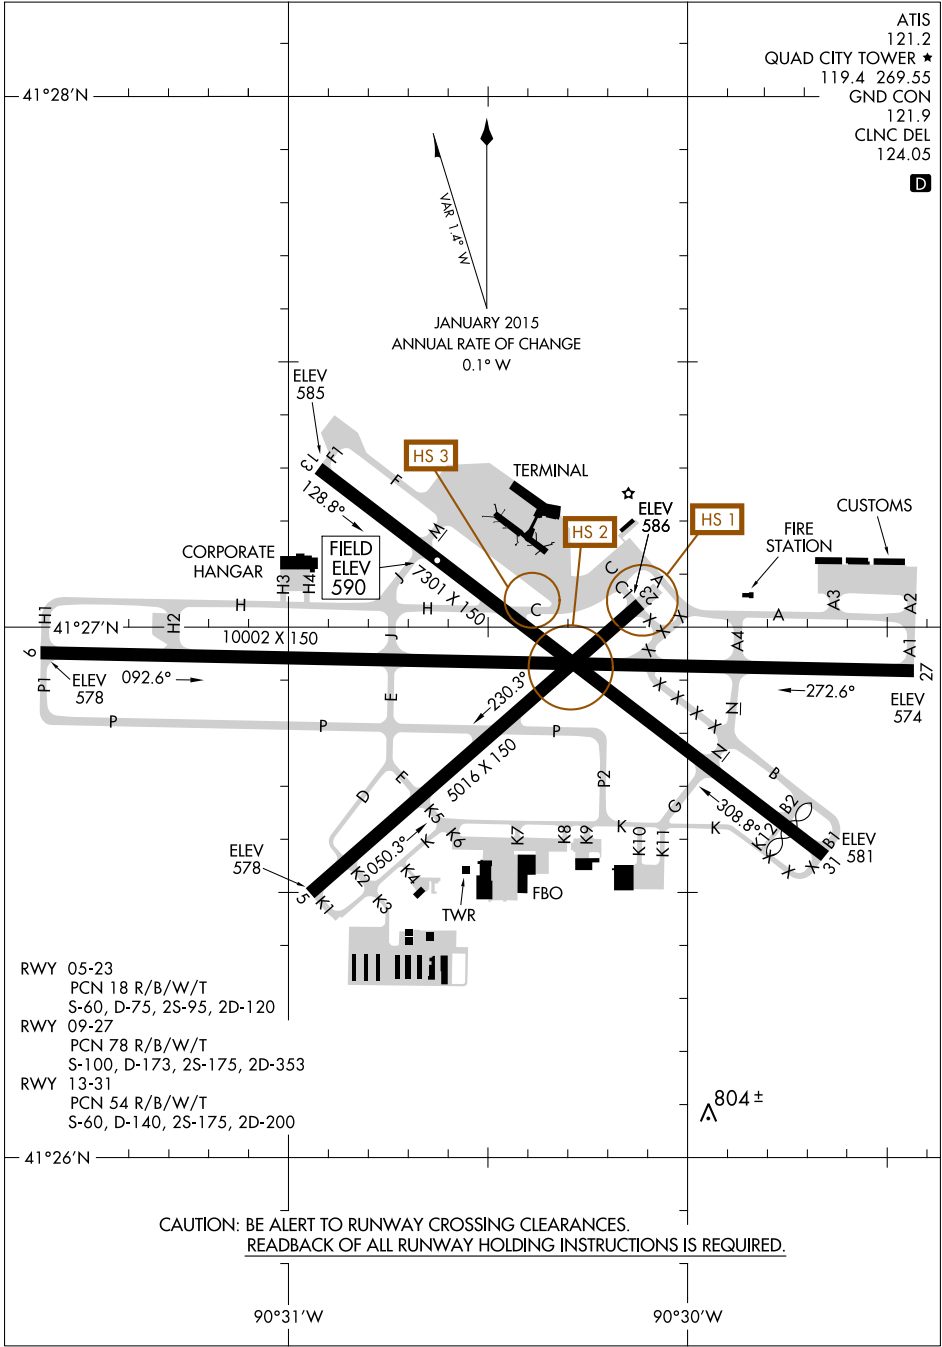 ATIS
121.2
QUAD CITY TOWER ★
119.4 269.55
GND CON
121.9
CLNC DEL
124.05
D
41°28'N
VAR 1.4° W
JANUARY 2015
ANNUAL RATE OF CHANGE
0.1° W
ELEV
585
13
F1
F
128.8°
HS 3
TERMINAL
HS 2
ELEV
586
HS 1
CUSTOMS
FIRE
STATION
CORPORATE
HANGAR
FIELD
ELEV
590
M
J
7301 X 150
H3
H4
H
H
H1
H2
C
C
C1
A
23
A
A3
A2
A4
A1
41°27'N
10002 X 150
J
9
092.6°
ELEV
578
P1
230.3°
272.6°
27
ELEV
574
E
P
P
P
X X X X X X X X
N
N
B
5016 X 150
P2
D
E
G
308.8°
B2
K5
K
K6
K7
K8
K9
K
K10
K11
K
K12
X X X
B1
31
ELEV
581
ELEV
578
050.3°
K2
K4
K3
K1
5
TWR
FBO
RWY 05-23
PCN 18 R/B/W/T
S-60, D-75, 2S-95, 2D-120
RWY 09-27
PCN 78 R/B/W/T
S-100, D-173, 2S-175, 2D-353
RWY 13-31
PCN 54 R/B/W/T
S-60, D-140, 2S-175, 2D-200
804±
41°26'N
CAUTION: BE ALERT TO RUNWAY CROSSING CLEARANCES.
READBACK OF ALL RUNWAY HOLDING INSTRUCTIONS IS REQUIRED.
90°31'W
90°30'W